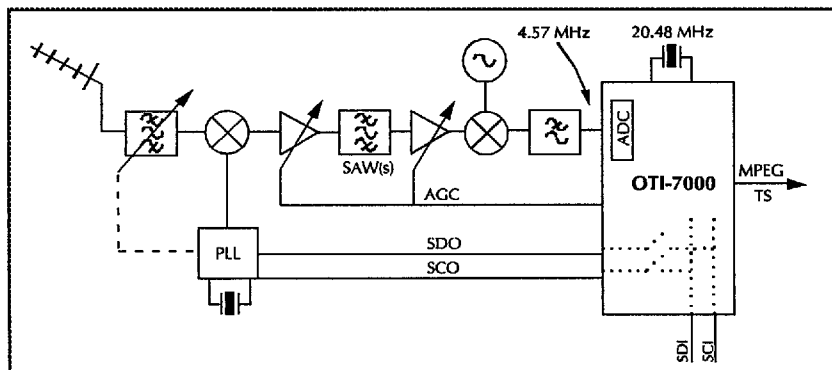 4.57 MHz
20.48 MHz
ADC
SAW(s)
OTI-7000
MPEG
TS
AGC
PLL
SDO
SCO
SDI
SCI